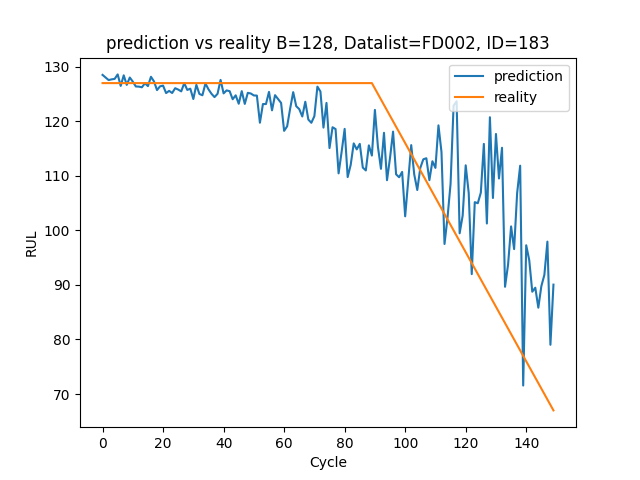 prediction vs reality B=128, Datalist=FD002, ID=183
prediction
reality
130
120
110
100
90
80
70
RUL
0 20 40 60 80 100 120 140
Cycle